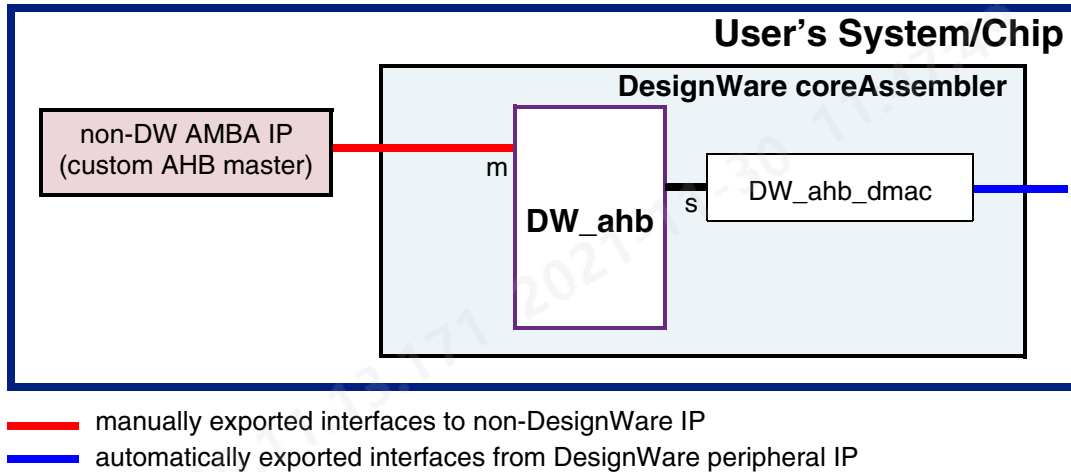 User's System/Chip
DesignWare coreAssembler
non-DW AMBA IP
(custom AHB master)
m
DW_ahb
s
DW_ahb_dmac
manually exported interfaces to non-DesignWare IP
automatically exported interfaces from DesignWare peripheral IP